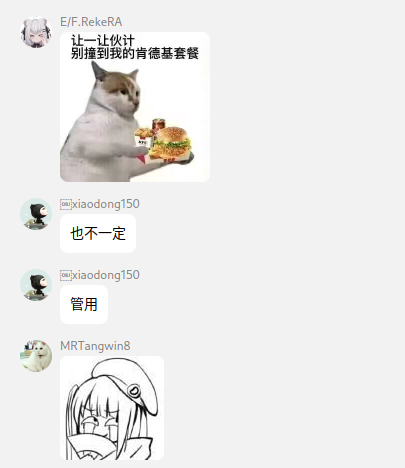 E/F.RekeRA
让一让伙计
别撞到我的肯德基套餐
xiaodong150
也不一定
xiaodong150
管用
MRTangwin8